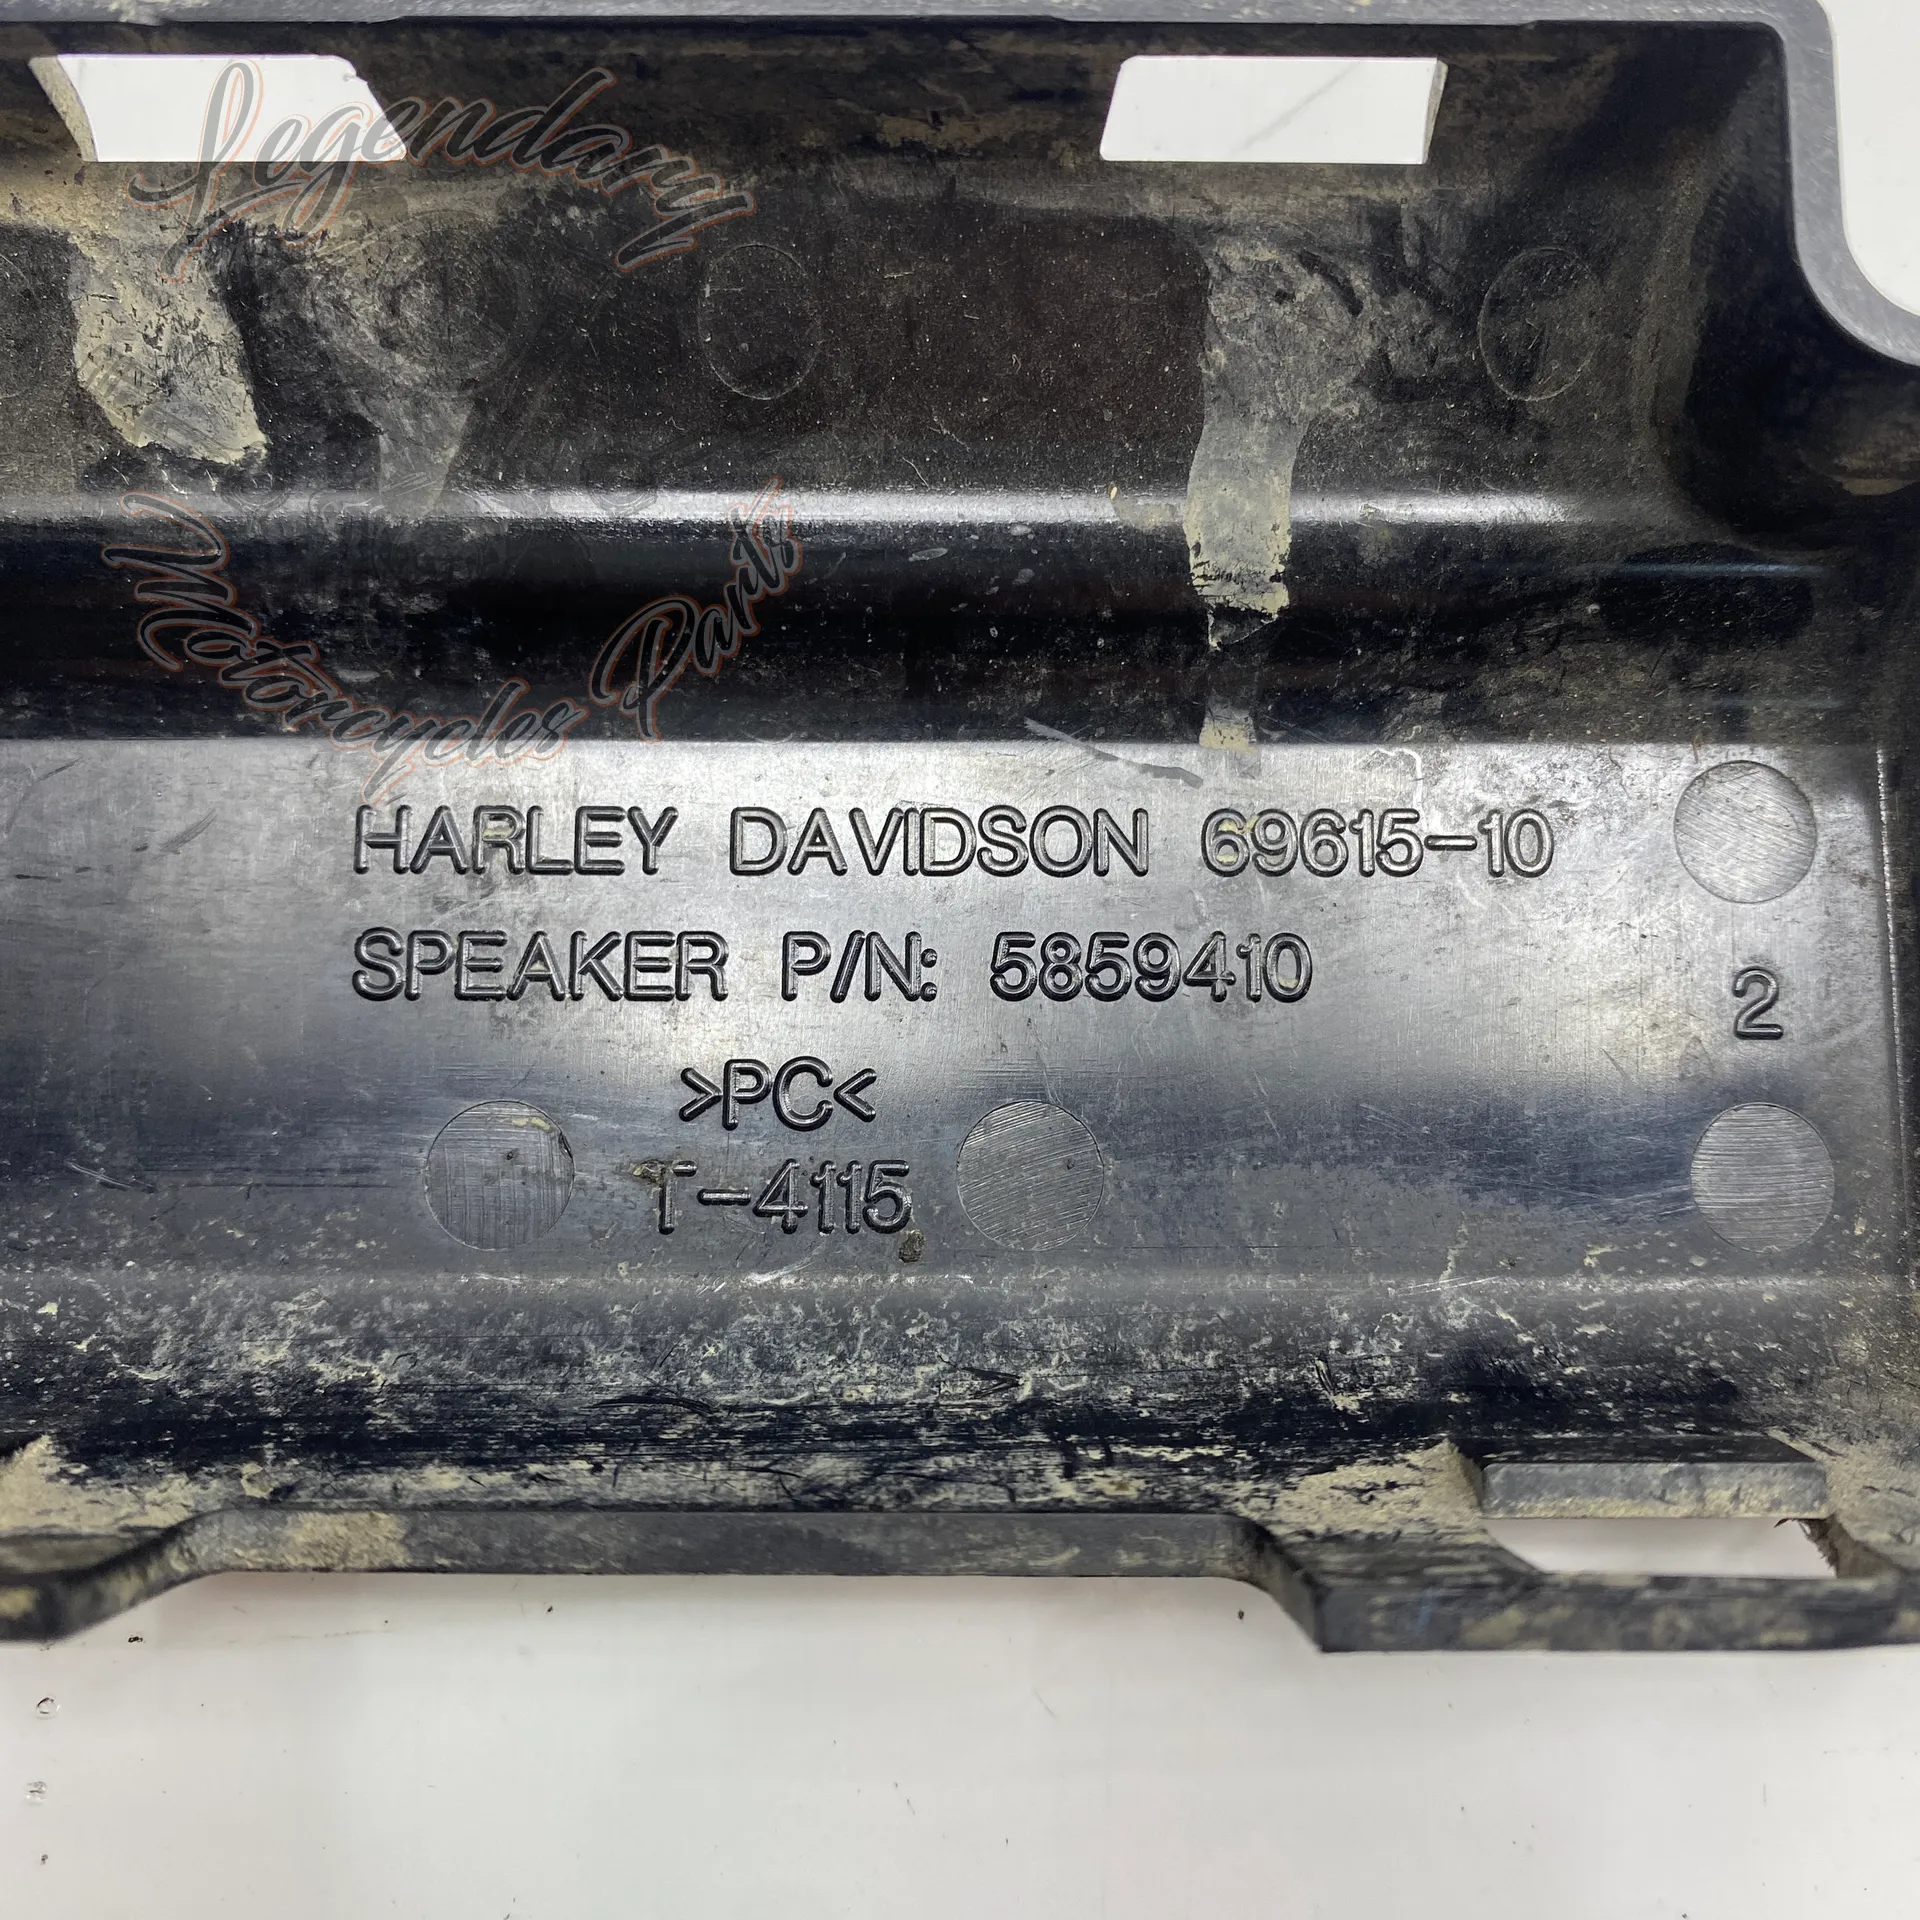 Legendary
Motorcycles Parts
HARLEY DAVIDSON 69615-10
SPEAKER P/N: 5859410
2
>PC<
T-4115